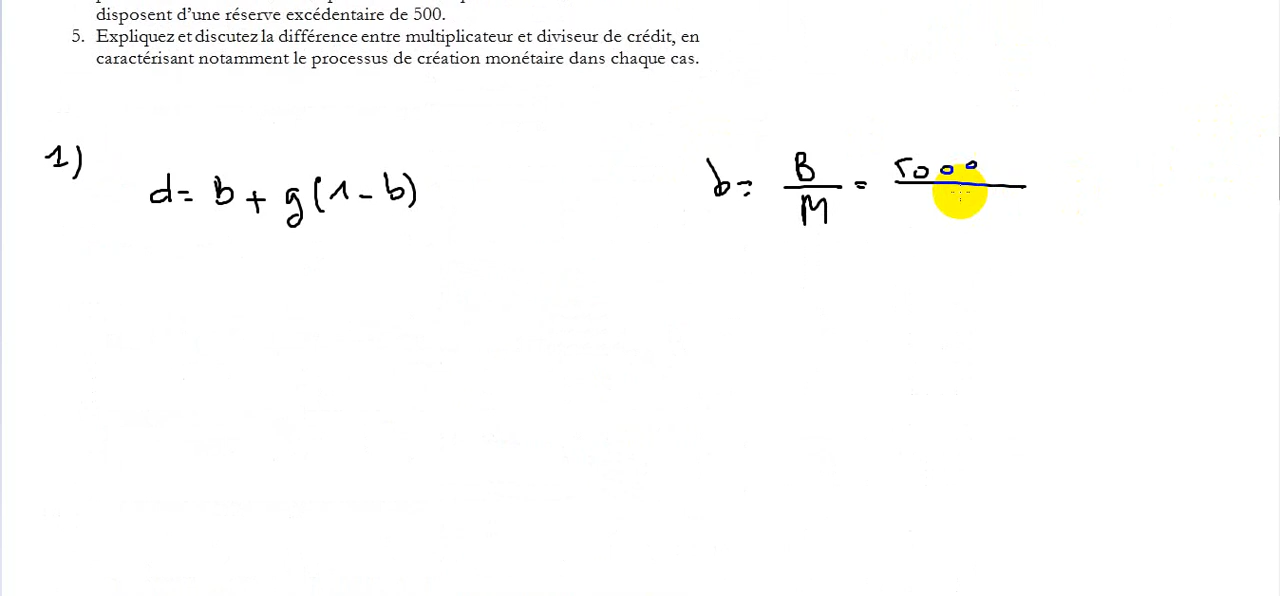 disposent d'une réserve excédentaire de 500.
5. Expliquez et discutez la différence entre multiplicateur et diviseur de crédit, en
caractérisant notamment le processus de création monétaire dans chaque cas.
1)
d = b + g(1 - b)
b = B/M = 5000